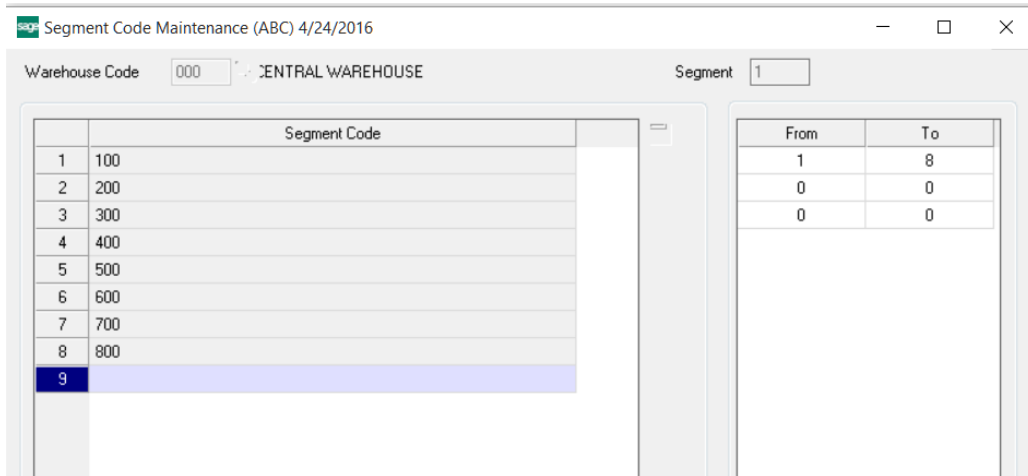 sage Segment Code Maintenance (ABC) 4/24/2016
Warehouse Code 000 CENTRAL WAREHOUSE Segment 1
Segment Code From To
1 100 1 8
2 200 0 0
3 300 0 0
4 400
5 500
6 600
7 700
8 800
9